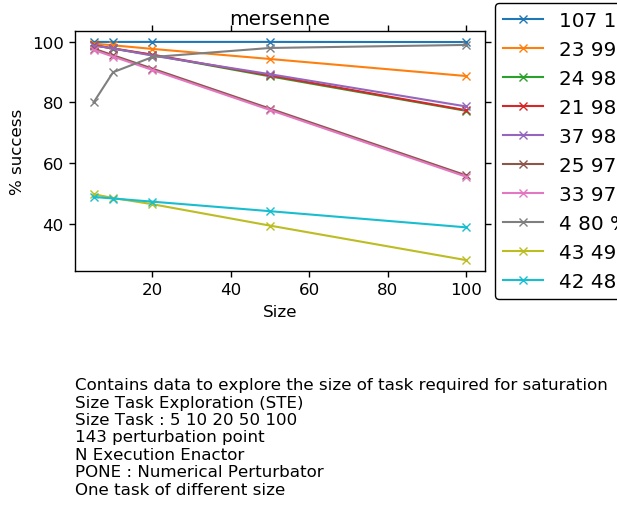 mersenne
100
80
60
40
% success
20
40
60
80
100
Size
107 1
23 99
24 98
21 98
37 98
25 97
33 97
4 80 %
43 49
42 48
Contains data to explore the size of task required for saturation
Size Task Exploration (STE)
Size Task : 5 10 20 50 100
143 perturbation point
N Execution Enactor
PONE : Numerical Perturbator
One task of different size